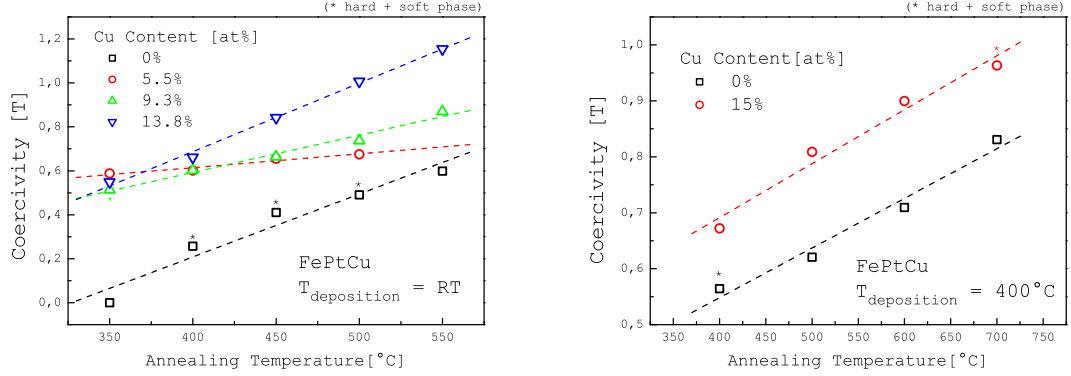 (* hard + soft phase)
Cu Content [at%]
0%
5.5%
9.3%
13.8%
1,2
1,0
0,8
0,6
0,4
0,2
0,0
Coercivity [T]
* * *
*
FePtCu
T_deposition = RT
350 400 450 500 550
Annealing Temperature[°C]
(* hard + soft phase)
Cu Content[at%]
0%
15%
1,0
0,9
0,8
0,7
0,6
0,5
Coercivity [T]
*
*
FePtCu
T_deposition = 400°C
400 450 500 550 600 650 700 750
Annealing Temperature[°C]